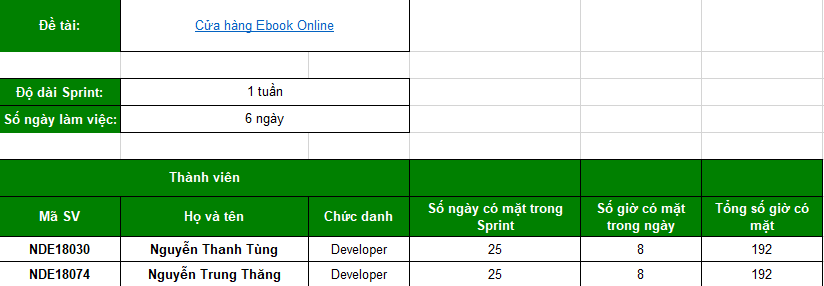 Đề tài: Cửa hàng Ebook Online
Độ dài Sprint: 1 tuần
Số ngày làm việc: 6 ngày
Thành viên
Mã SV Họ và tên Chức danh Số ngày có mặt trong Sprint Số giờ có mặt trong ngày Tổng số giờ có mặt
NDE18030 Nguyễn Thanh Tùng Developer 25 8 192
NDE18074 Nguyễn Trung Thăng Developer 25 8 192